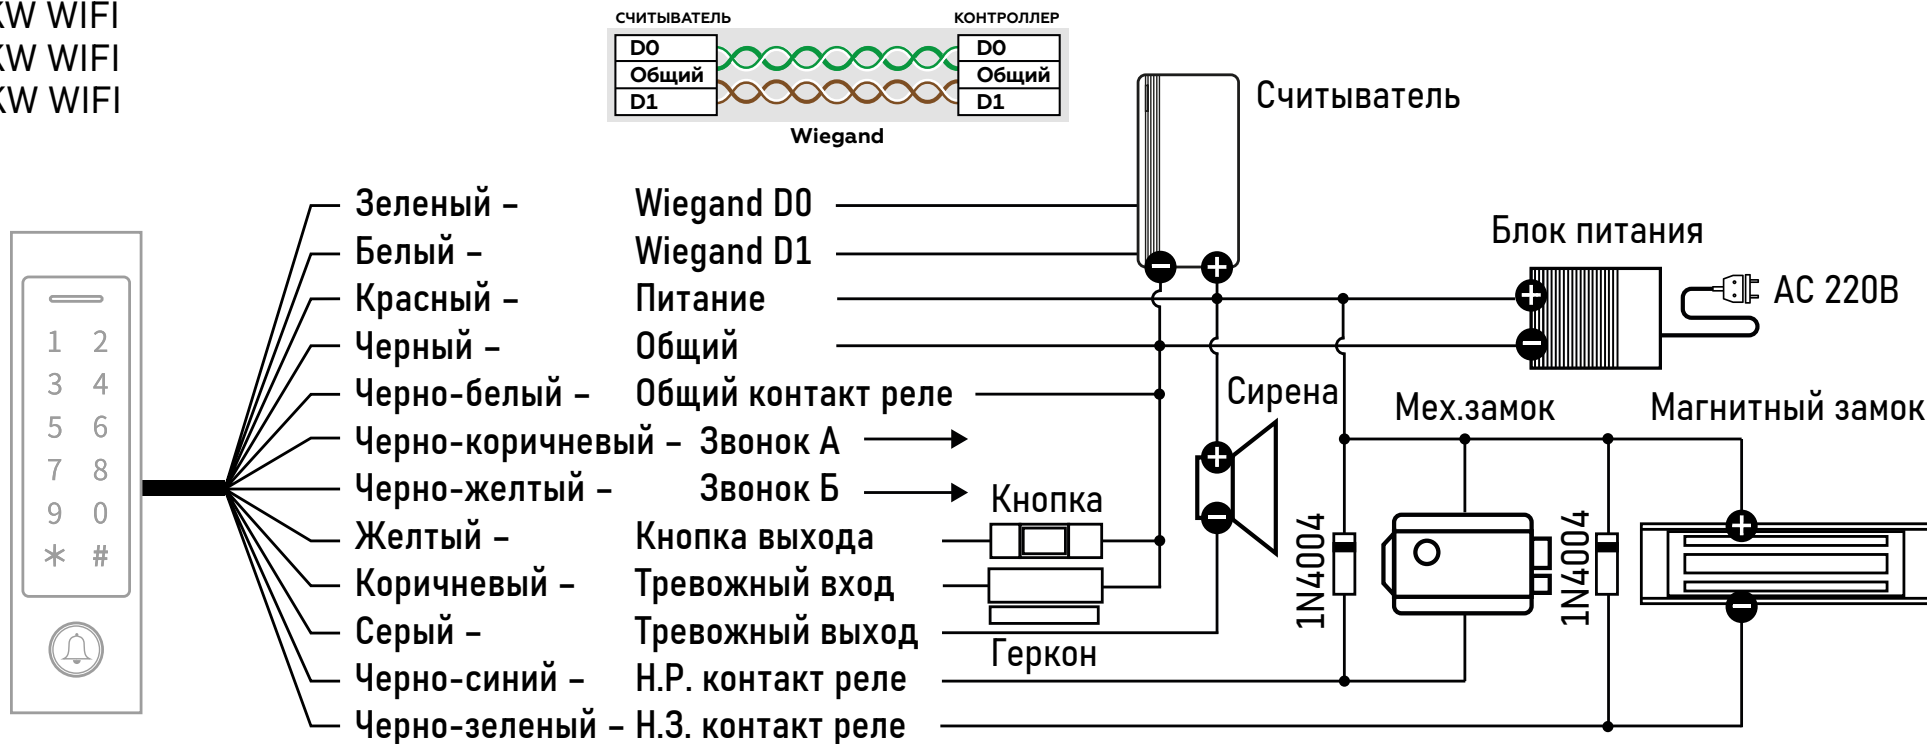 KW WIFI
KW WIFI
KW WIFI
СЧИТЫВАТЕЛЬ КОНТРОЛЛЕР
D0 D0
Общий Общий
D1 D1
Wiegand
Считыватель
Зеленый – Wiegand D0
Белый – Wiegand D1
Блок питания
Красный – Питание
AC 220В
Черный – Общий
Черно-белый – Общий контакт реле
Сирена
Мех.замок
Магнитный замок
Черно-коричневый – Звонок А
Черно-желтый – Звонок Б
Кнопка
Желтый – Кнопка выхода
Коричневый – Тревожный вход
Серый – Тревожный выход
Геркон
Черно-синий – Н.Р. контакт реле
Черно-зеленый – Н.З. контакт реле
1N4004
1N4004
1 2
3 4
5 6
7 8
9 0
* #